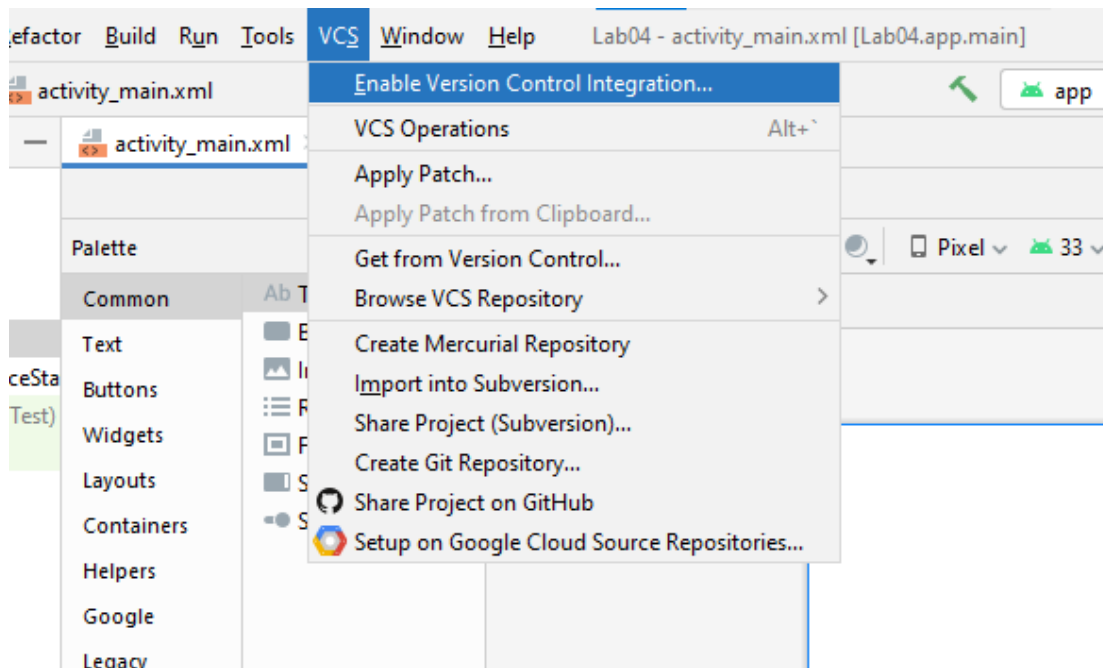 efactor Build Run Tools VCS Window Help Lab04 - activity_main.xml [Lab04.app.main]
activity_main.xml
app
activity_main.xml
Enable Version Control Integration...
VCS Operations Alt+`
Apply Patch...
Apply Patch from Clipboard...
Get from Version Control...
Browse VCS Repository
Create Mercurial Repository
Import into Subversion...
Share Project (Subversion)...
Create Git Repository...
Share Project on GitHub
Setup on Google Cloud Source Repositories...
Pixel 33
Palette
Common
Text
Buttons
Widgets
Layouts
Containers
Helpers
Google
Legacy
Ab
ceSta
Test)